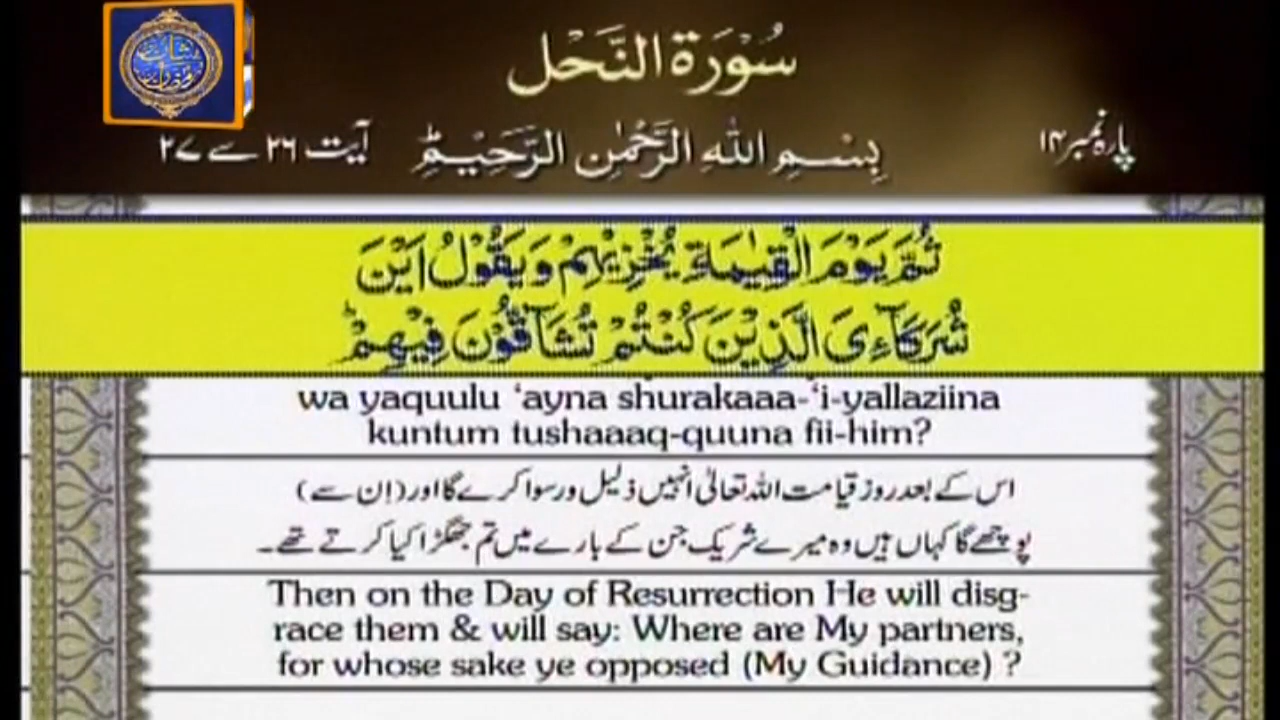 سُوْرَۃُ النَّحْل
پارہ نمبر ۱۴
بِسْمِ اللهِ الرَّحْمٰنِ الرَّحِيْمِ
آیت ۲۶ سے ۲۷
ثُمَّ يَوْمَ الْقِيٰمَةِ يُخْزِيْهِمْ وَيَقُوْلُ اَيْنَ
شُرَكَآءِىَ الَّذِيْنَ كُنْتُمْ تُشَآقُّوْنَ فِيْهِمْ ؕ
wa yaquulu ‘ayna shurakaaa-‘i-yallaziina
kuntum tushaaaq-quuna fii-him?
اس کے بعد روز قیامت اللہ تعالیٰ انہیں ذلیل و رسوا کرے گا اور (اِن سے)
پوچھے گا کہاں ہیں وہ میرے شریک جن کے بارے میں تم جھگڑا کیا کرتے تھے۔
Then on the Day of Resurrection He will disg-
race them & will say: Where are My partners,
for whose sake ye opposed (My Guidance) ?